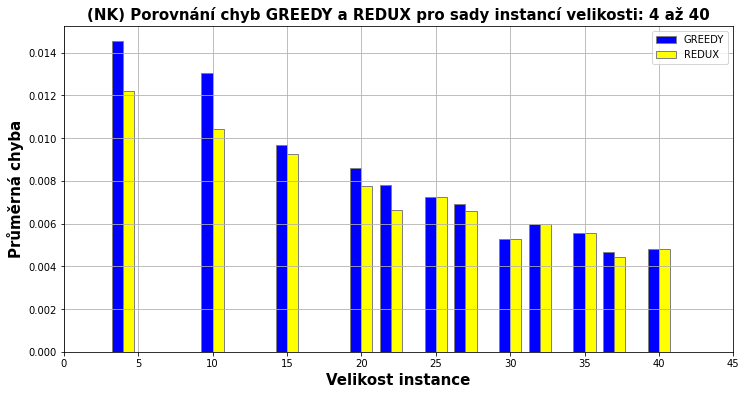 (NK) Porovnání chyb GREEDY a REDUX pro sady instancí velikosti: 4 až 40
GREEDY
REDUX
Průměrná chyba
0.014
0.012
0.010
0.008
0.006
0.004
0.002
0.000
0 5 10 15 20 25 30 35 40 45
Velikost instance